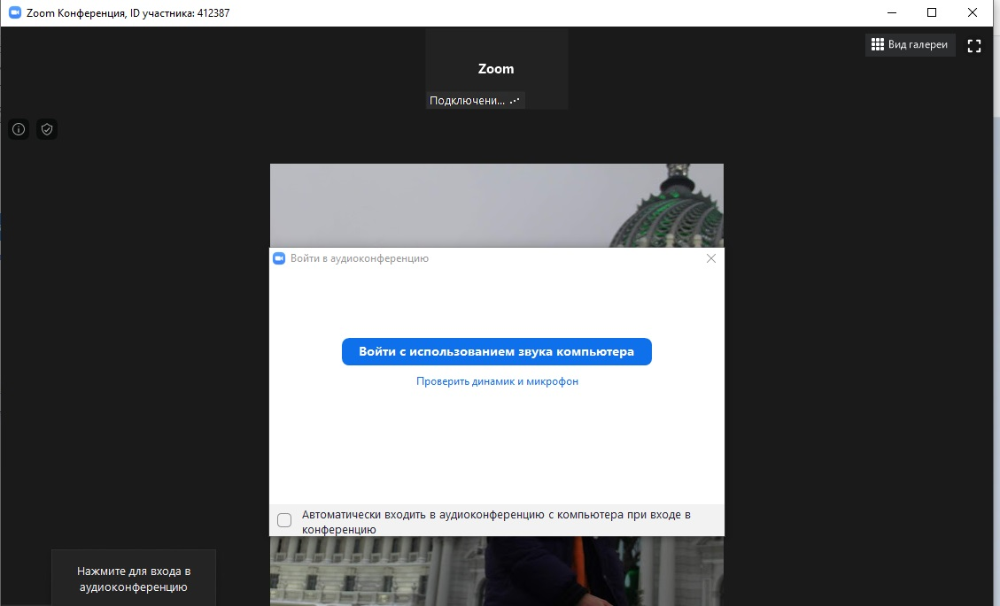 Zoom Конференция, ID участника: 412387
Вид галереи
Zoom
Подключени...
Войти в аудиоконференцию
Войти с использованием звука компьютера
Проверить динамик и микрофон
Автоматически входить в аудиоконференцию с компьютера при входе в
конференцию
Нажмите для входа в
аудиоконференцию